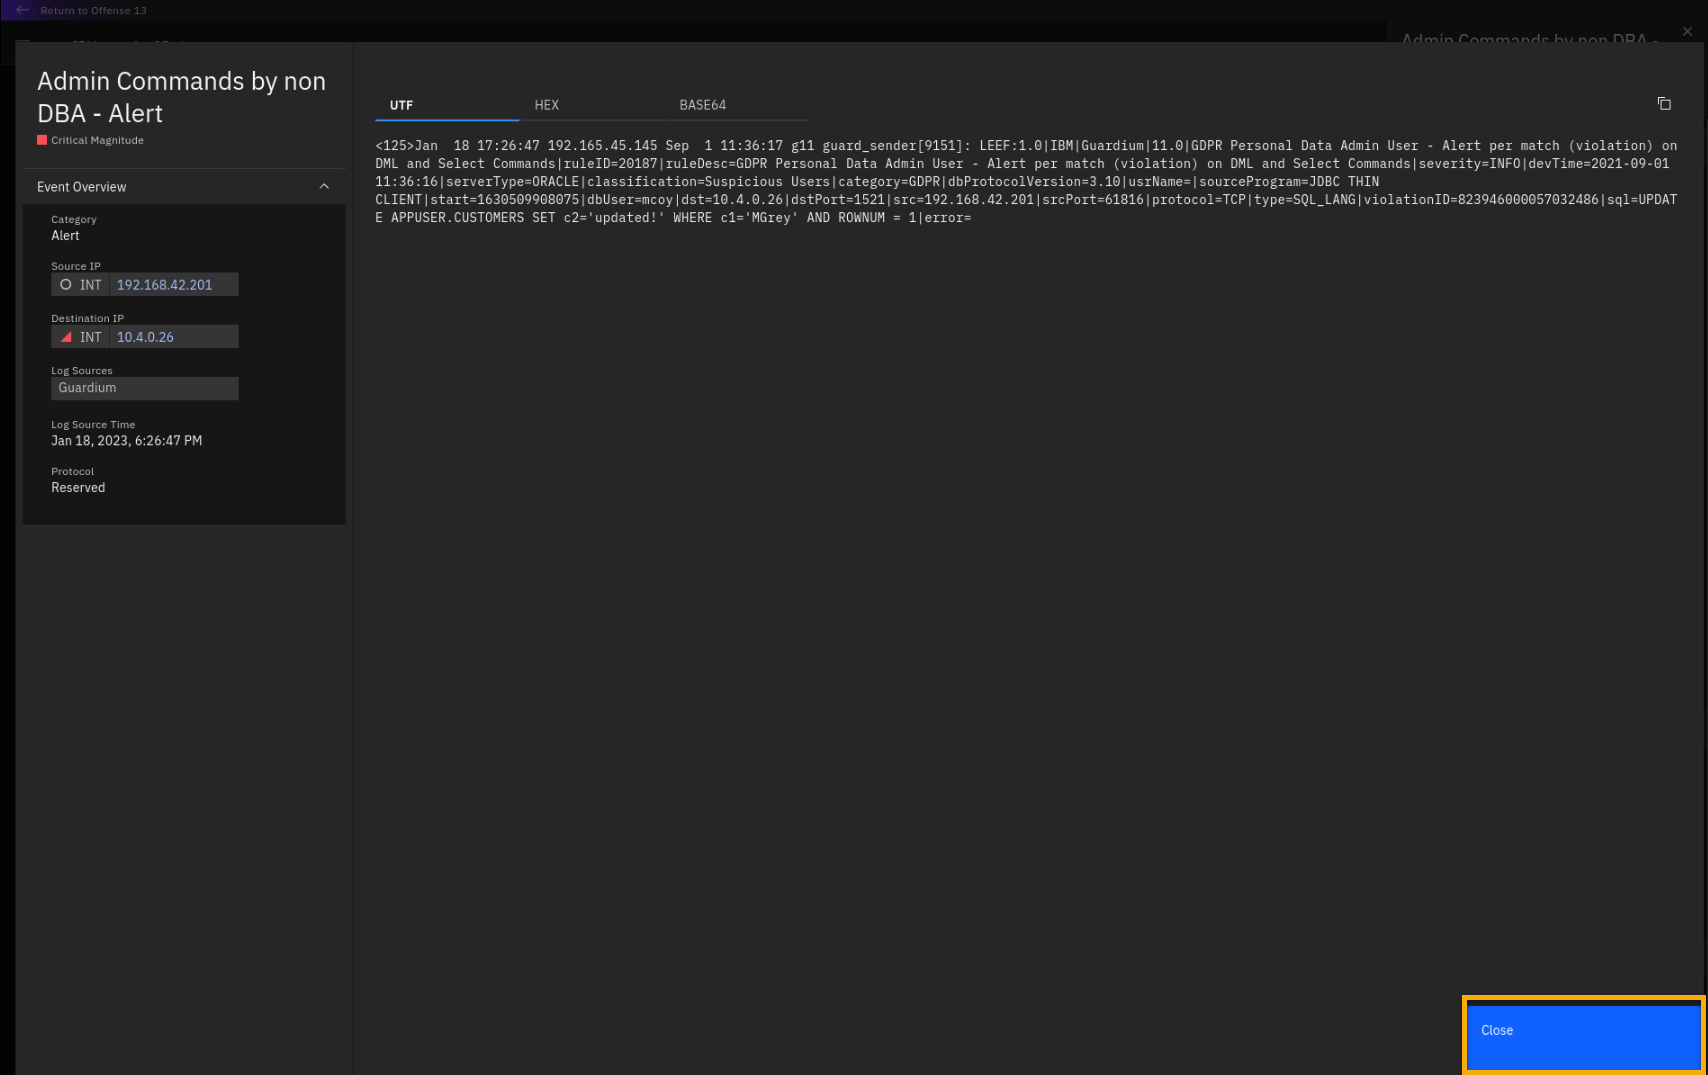 Return to Offense 13
Admin Commands by non DBA -
Admin Commands by non
DBA - Alert
Critical Magnitude
Event Overview
Category
Alert
Source IP
INT 192.168.42.201
Destination IP
INT 10.4.0.26
Log Sources
Guardium
Log Source Time
Jan 18, 2023, 6:26:47 PM
Protocol
Reserved
UTF HEX BASE64
<125>Jan  18 17:26:47 192.165.45.145 Sep  1 11:36:17 g11 guard_sender[9151]: LEEF:1.0|IBM|Guardium|11.0|GDPR Personal Data Admin User - Alert per match (violation) on
DML and Select Commands|ruleID=20187|ruleDesc=GDPR Personal Data Admin User - Alert per match (violation) on DML and Select Commands|severity=INFO|devTime=2021-09-01
11:36:16|serverType=ORACLE|classification=Suspicious Users|category=GDPR|dbProtocolVersion=3.10|usrName=|sourceProgram=JDBC THIN
CLIENT|start=1630509908075|dbUser=mcoy|dst=10.4.0.26|dstPort=1521|src=192.168.42.201|srcPort=61816|protocol=TCP|type=SQL_LANG|violationID=823946000057032486|sql=UPDAT
E APPUSER.CUSTOMERS SET c2='updated!' WHERE c1='MGrey' AND ROWNUM = 1|error=
Close